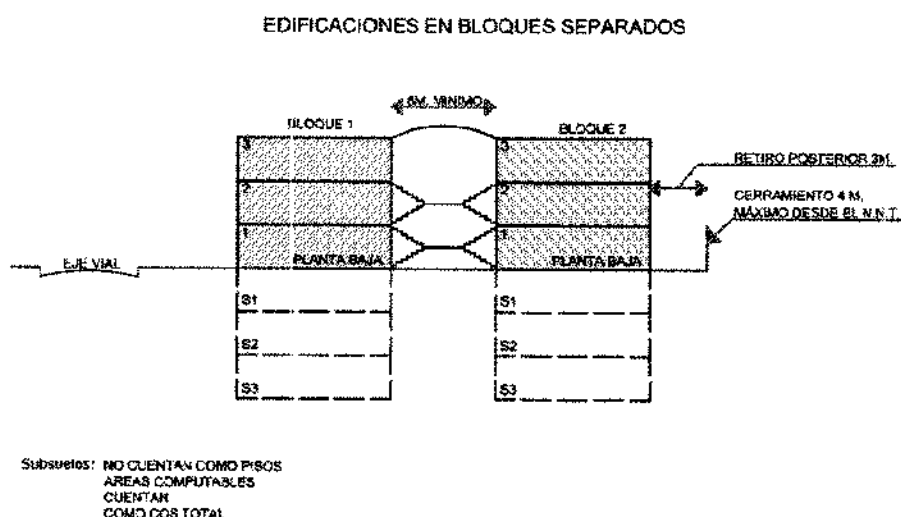 EDIFICACIONES EN BLOQUES SEPARADOS
6M. MINIMO
BLOQUE 1
BLOQUE 2
3
3
RETIRO POSTERIOR 3M.
2
2
CERRAMIENTO 4 M.
MÁXIMO DESDE EL N.N.T.
1
1
EJE VIAL
PLANTA BAJA
PLANTA BAJA
S1
S1
S2
S2
S3
S3
Subsuelos: NO CUENTAN COMO PISOS
AREAS COMPUTABLES
CUENTAN
COMO COS TOTAL